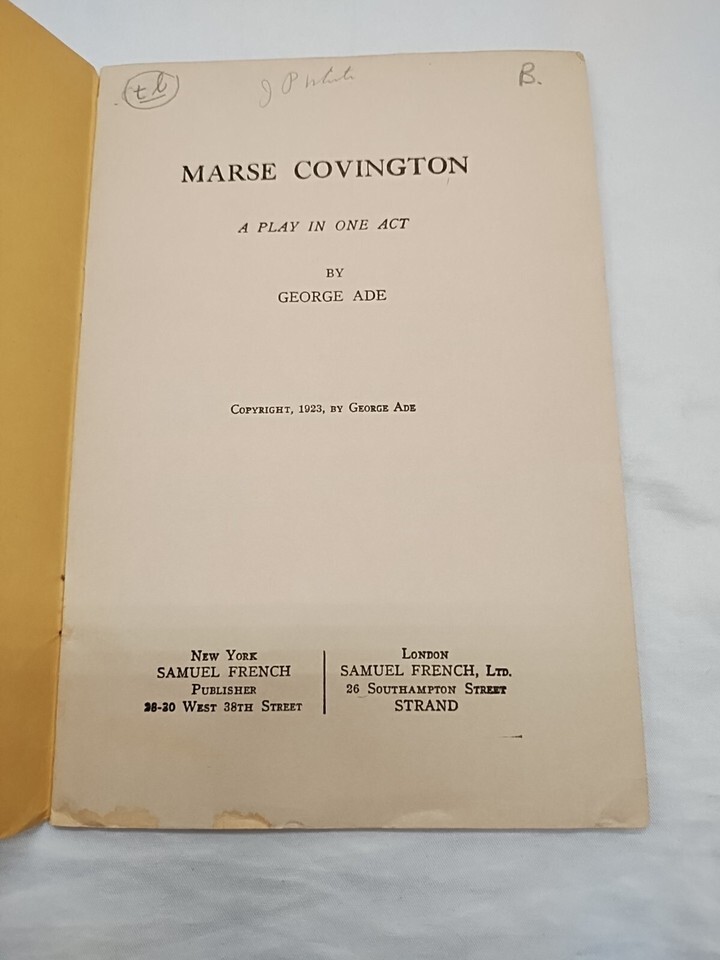 B.
MARSE COVINGTON
A PLAY IN ONE ACT
BY
GEORGE ADE
COPYRIGHT, 1923, BY GEORGE ADE
NEW YORK
SAMUEL FRENCH
PUBLISHER
28-30 WEST 38TH STREET
LONDON
SAMUEL FRENCH, LTD.
26 SOUTHAMPTON STREET
STRAND